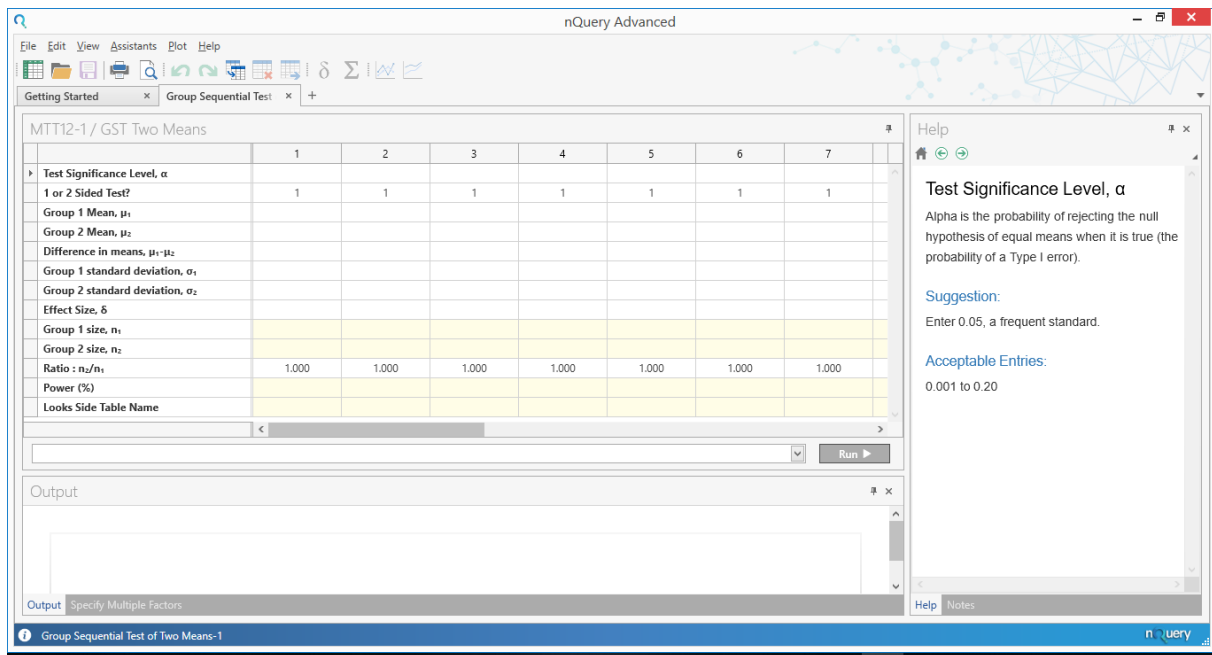 nQuery Advanced
File Edit View Assistants Plot Help
δ Σ
Getting Started × Group Sequential Test × +
MTT12-1 / GST Two Means
1 2 3 4 5 6 7
Test Significance Level, α
1 or 2 Sided Test? 1 1 1 1 1 1 1
Group 1 Mean, μ₁
Group 2 Mean, μ₂
Difference in means, μ₁-μ₂
Group 1 standard deviation, σ₁
Group 2 standard deviation, σ₂
Effect Size, δ
Group 1 size, n₁
Group 2 size, n₂
Ratio : n₂/n₁ 1.000 1.000 1.000 1.000 1.000 1.000 1.000
Power (%)
Looks Side Table Name
Run
Output
Output Specify Multiple Factors
Help
Test Significance Level, α
Alpha is the probability of rejecting the null
hypothesis of equal means when it is true (the
probability of a Type I error).
Suggestion:
Enter 0.05, a frequent standard.
Acceptable Entries:
0.001 to 0.20
Help Notes
Group Sequential Test of Two Means-1
nQuery